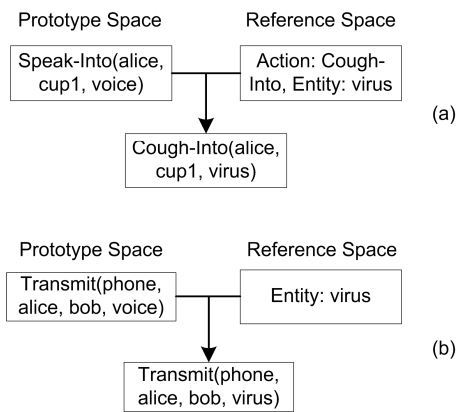 Prototype Space
Reference Space
Speak-Into(alice,
cup1, voice)
Action: Cough-
Into, Entity: virus
(a)
Cough-Into(alice,
cup1, virus)
Prototype Space
Reference Space
Transmit(phone,
alice, bob, voice)
Entity: virus
(b)
Transmit(phone,
alice, bob, virus)